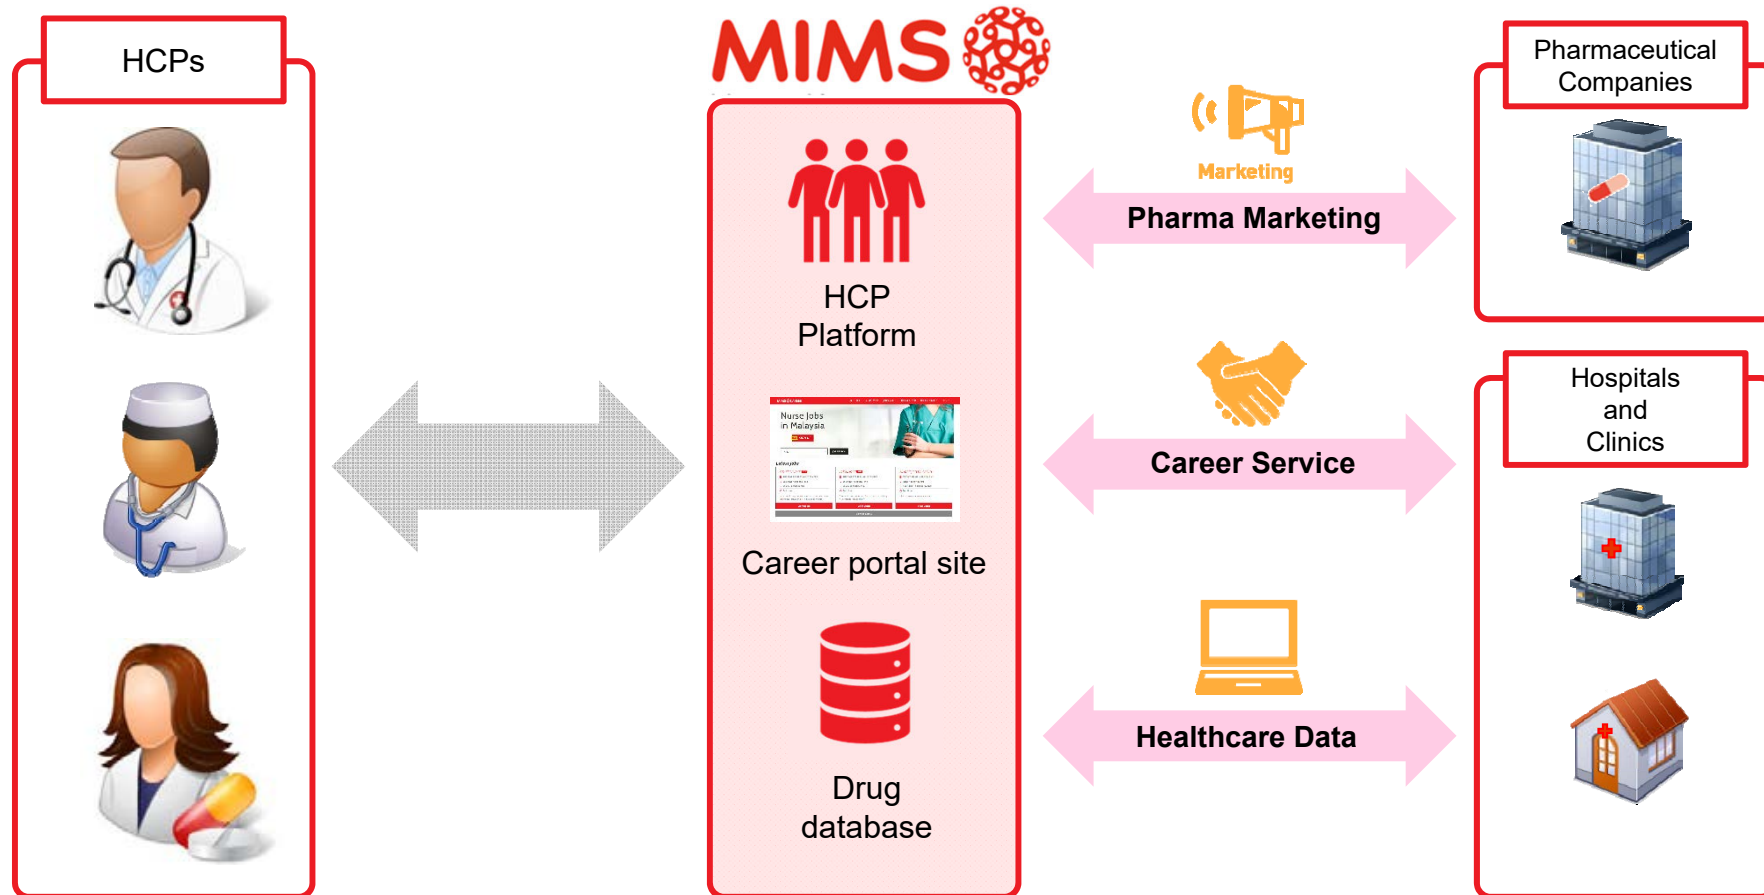 HCPs
MIMS
HCP
Platform
Nurse Jobs
in Malaysia
Career portal site
Drug
database
Marketing
Pharma Marketing
Career Service
Healthcare Data
Pharmaceutical
Companies
Hospitals
and
Clinics